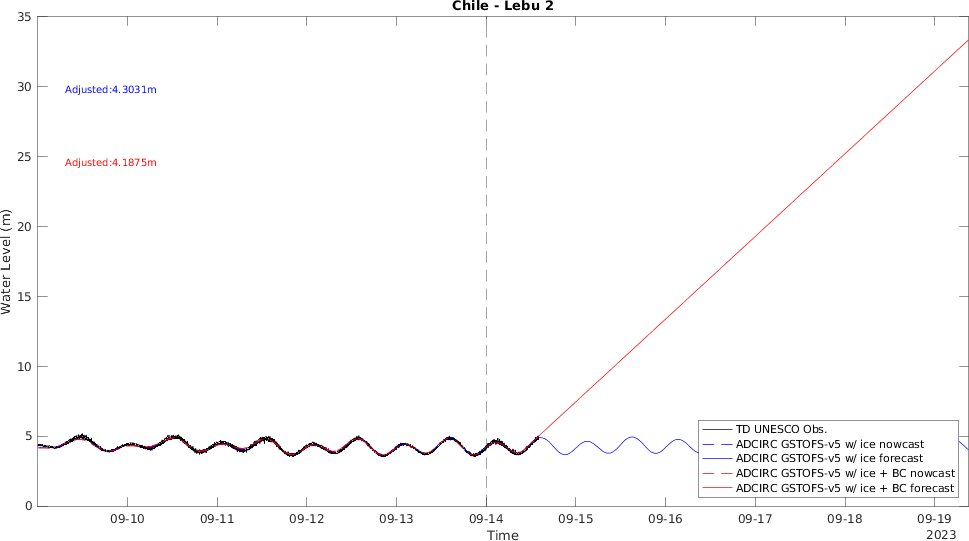 Chile - Lebu 2
35
30
25
20
15
10
5
0
Water Level (m)
Adjusted:4.3031m
Adjusted:4.1875m
TD UNESCO Obs.
ADCIRC GSTOFS-v5 w/ ice nowcast
ADCIRC GSTOFS-v5 w/ ice forecast
ADCIRC GSTOFS-v5 w/ ice + BC nowcast
ADCIRC GSTOFS-v5 w/ ice + BC forecast
09-10 09-11 09-12 09-13 09-14 09-15 09-16 09-17 09-18 09-19
Time
2023